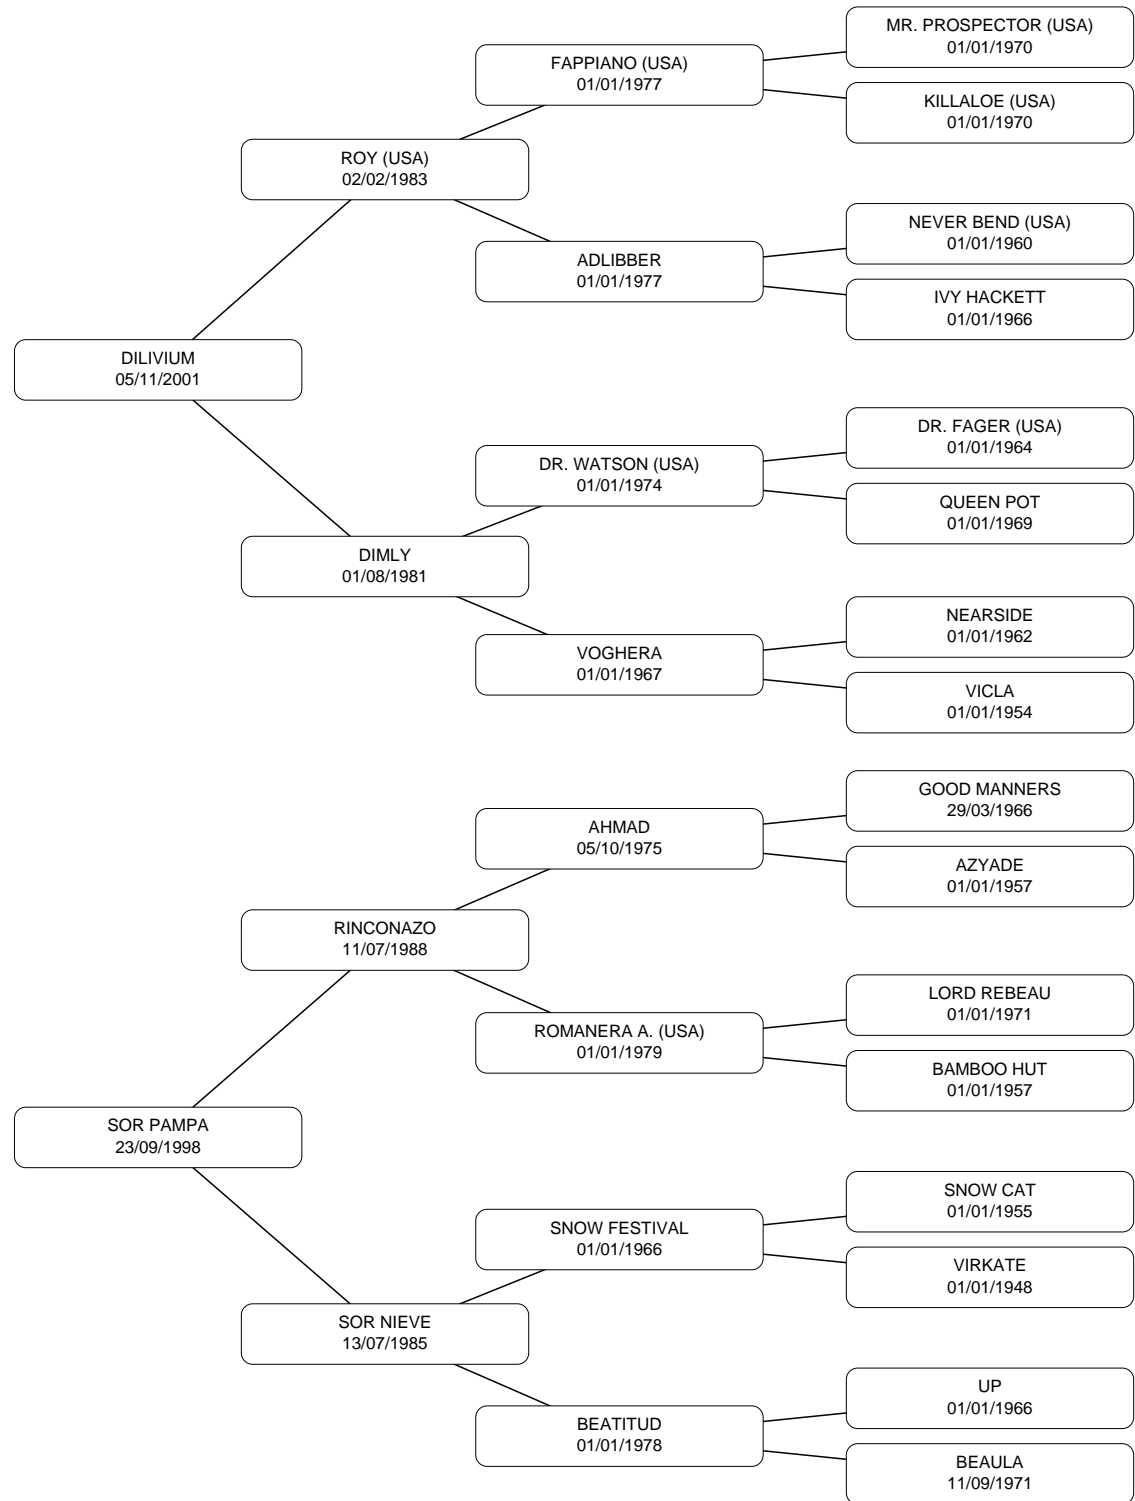 MR. PROSPECTOR (USA)
01/01/1970
FAPPIANO (USA)
01/01/1977
KILLALOE (USA)
01/01/1970
ROY (USA)
02/02/1983
NEVER BEND (USA)
01/01/1960
ADLIBBER
01/01/1977
IVY HACKETT
01/01/1966
DILIVIUM
05/11/2001
DR. FAGER (USA)
01/01/1964
DR. WATSON (USA)
01/01/1974
QUEEN POT
01/01/1969
DIMLY
01/08/1981
NEARSIDE
01/01/1962
VOGHERA
01/01/1967
VICLA
01/01/1954
GOOD MANNERS
29/03/1966
AHMAD
05/10/1975
AZYADE
01/01/1957
RINCONAZO
11/07/1988
LORD REBEAU
01/01/1971
ROMANERA A. (USA)
01/01/1979
BAMBOO HUT
01/01/1957
SOR PAMPA
23/09/1998
SNOW CAT
01/01/1955
SNOW FESTIVAL
01/01/1966
VIRKATE
01/01/1948
SOR NIEVE
13/07/1985
UP
01/01/1966
BEATITUD
01/01/1978
BEAULA
11/09/1971